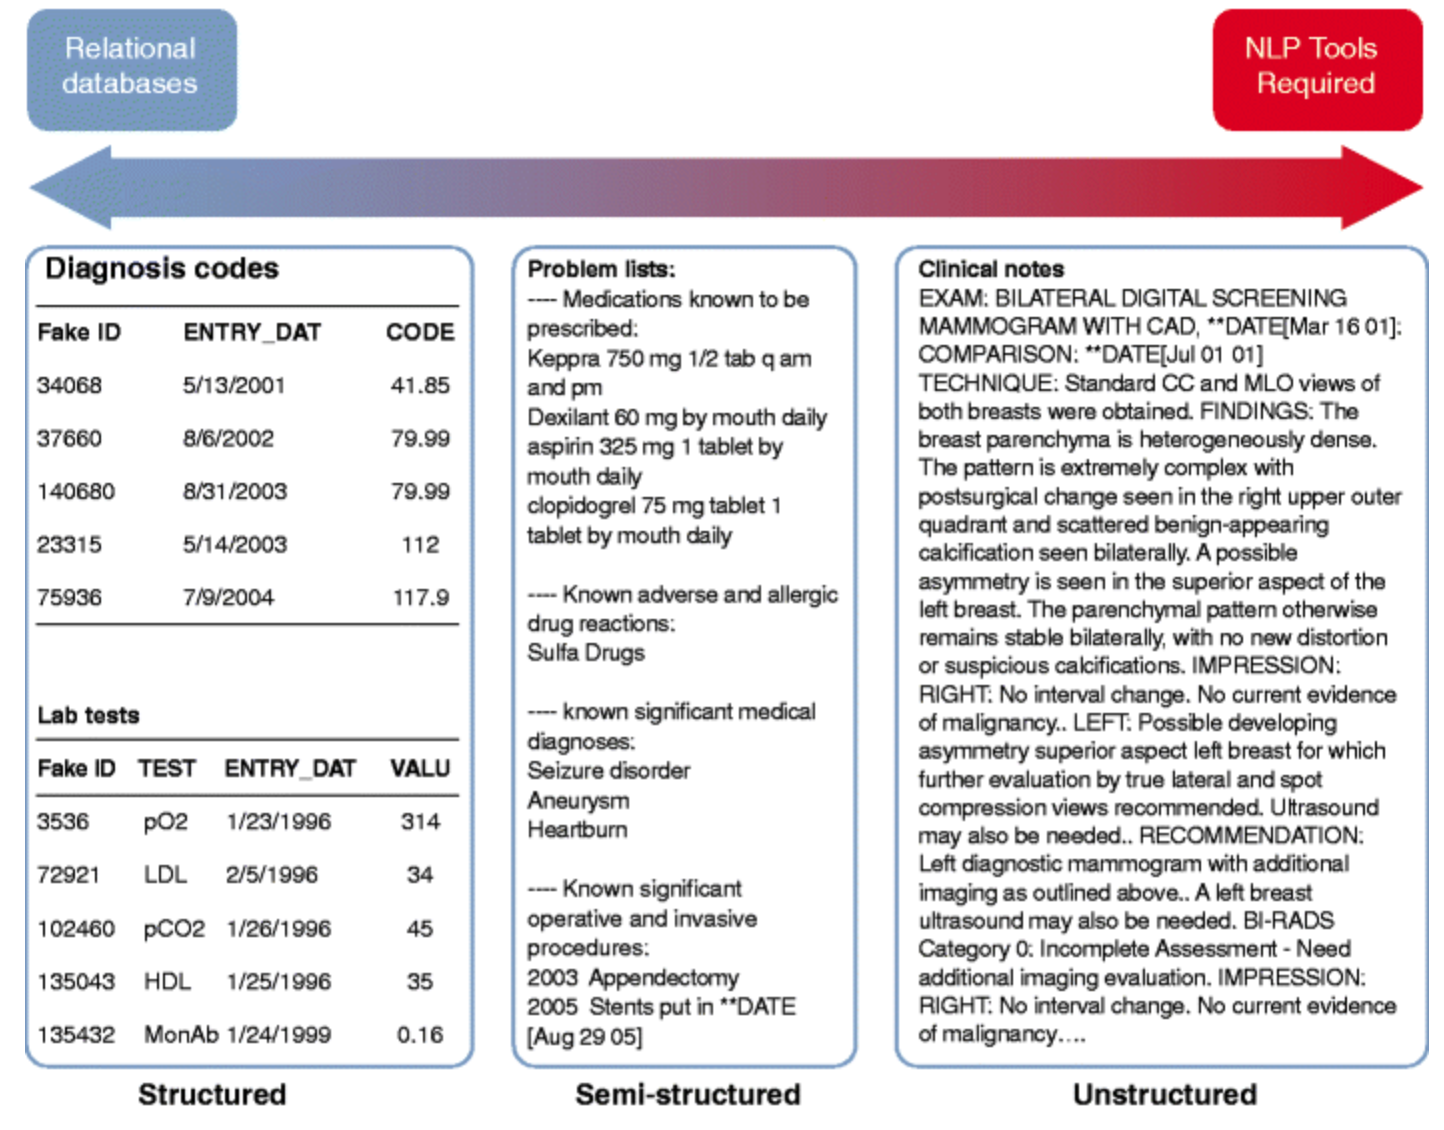 Relational
databases
NLP Tools
Required
Diagnosis codes
Fake ID ENTRY_DAT CODE
34068 5/13/2001 41.85
37660 8/6/2002 79.99
140680 8/31/2003 79.99
23315 5/14/2003 112
75936 7/9/2004 117.9
Lab tests
Fake ID TEST ENTRY_DAT VALU
3536 pO2 1/23/1996 314
72921 LDL 2/5/1996 34
102460 pCO2 1/26/1996 45
135043 HDL 1/25/1996 35
135432 MonAb 1/24/1999 0.16
Structured
Problem lists:
---- Medications known to be
prescribed:
Keppra 750 mg 1/2 tab q am
and pm
Dexilant 60 mg by mouth daily
aspirin 325 mg 1 tablet by
mouth daily
clopidogrel 75 mg tablet 1
tablet by mouth daily
---- Known adverse and allergic
drug reactions:
Sulfa Drugs
---- known significant medical
diagnoses:
Seizure disorder
Aneurysm
Heartburn
---- Known significant
operative and invasive
procedures:
2003 Appendectomy
2005 Stents put in **DATE
[Aug 29 05]
Semi-structured
Clinical notes
EXAM: BILATERAL DIGITAL SCREENING
MAMMOGRAM WITH CAD, **DATE[Mar 16 01]:
COMPARISON: **DATE[Jul 01 01]
TECHNIQUE: Standard CC and MLO views of
both breasts were obtained. FINDINGS: The
breast parenchyma is heterogeneously dense.
The pattern is extremely complex with
postsurgical change seen in the right upper outer
quadrant and scattered benign-appearing
calcification seen bilaterally. A possible
asymmetry is seen in the superior aspect of the
left breast. The parenchymal pattern otherwise
remains stable bilaterally, with no new distortion
or suspicious calcifications. IMPRESSION:
RIGHT: No interval change. No current evidence
of malignancy.. LEFT: Possible developing
asymmetry superior aspect left breast for which
further evaluation by true lateral and spot
compression views recommended. Ultrasound
may also be needed.. RECOMMENDATION:
Left diagnostic mammogram with additional
imaging as outlined above.. A left breast
ultrasound may also be needed. BI-RADS
Category 0: Incomplete Assessment - Need
additional imaging evaluation. IMPRESSION:
RIGHT: No interval change. No current evidence
of malignancy....
Unstructured